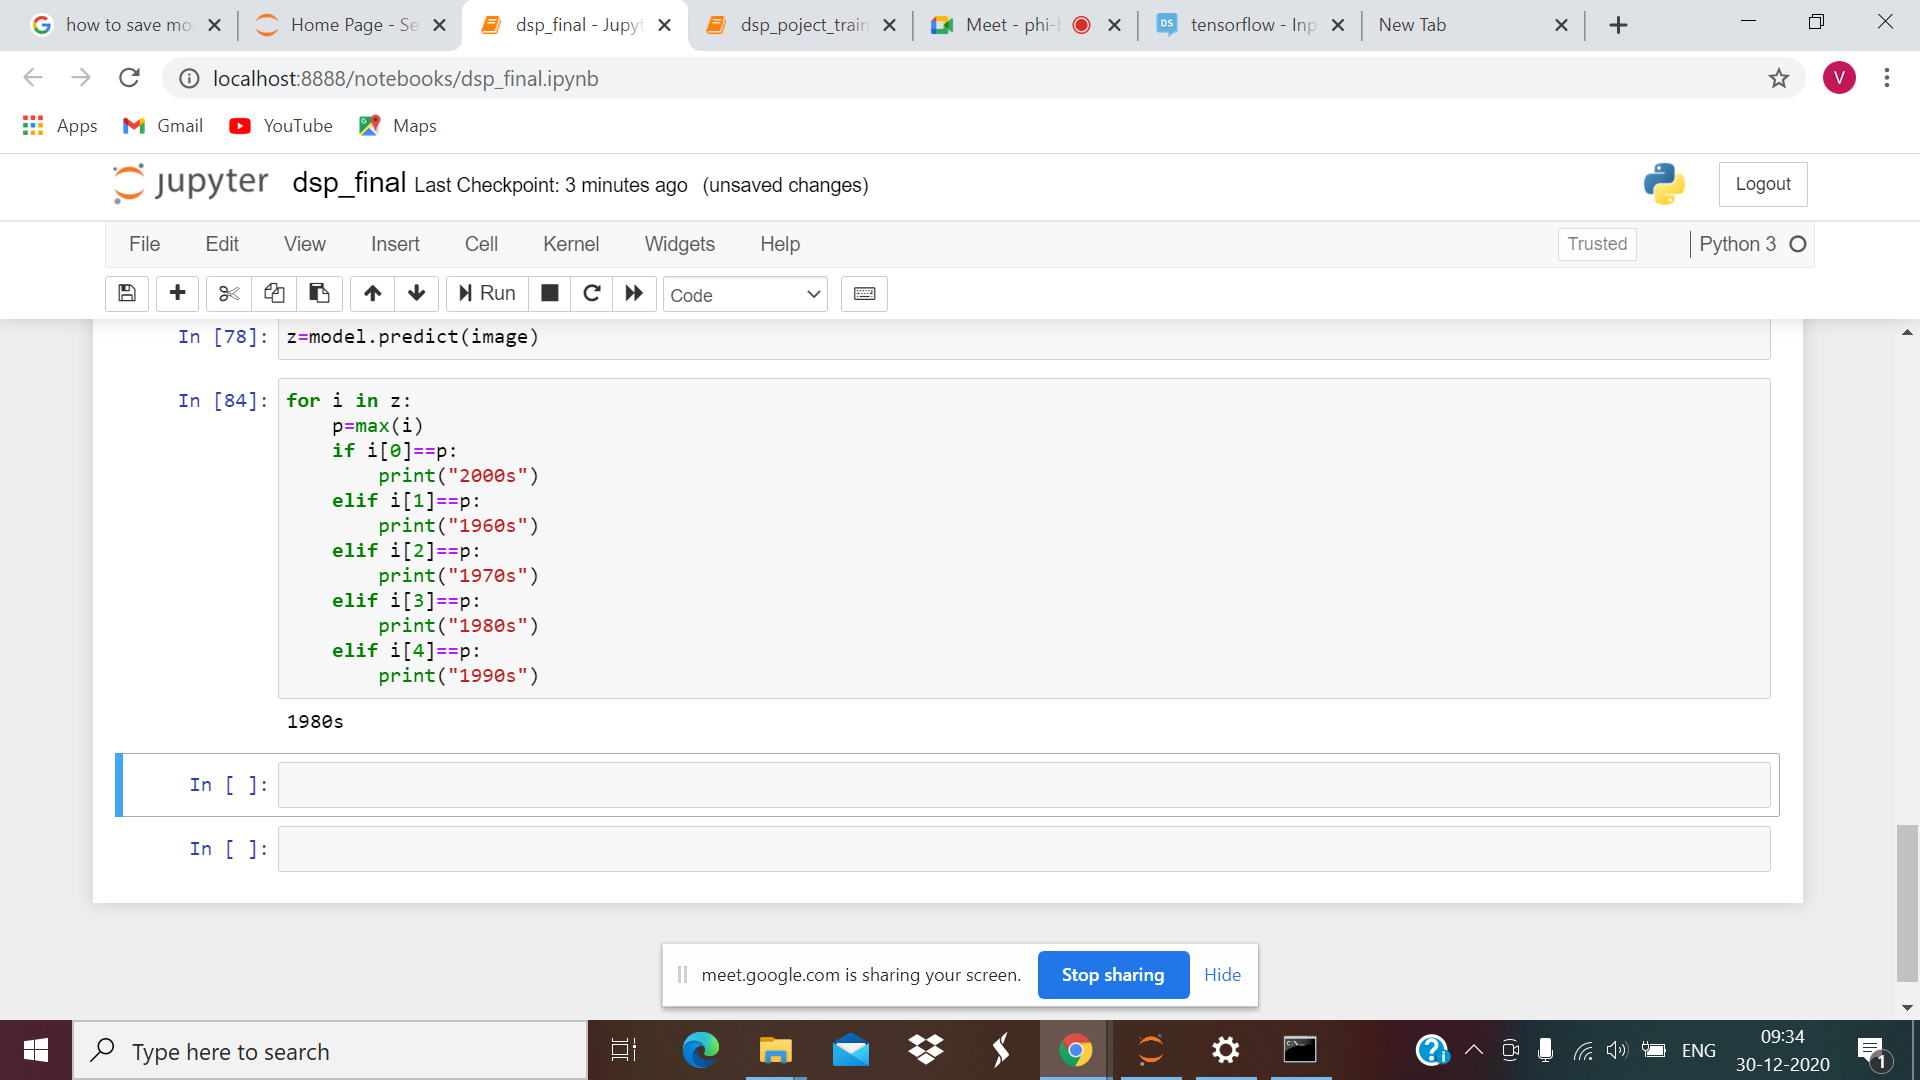 how to save mo
Home Page - Se
dsp_final - Jupyt
dsp_poject_train
Meet - phi-
DS
tensorflow - Inp
New Tab
localhost:8888/notebooks/dsp_final.ipynb
V
Apps
Gmail
YouTube
Maps
jupyter
dsp_final Last Checkpoint: 3 minutes ago (unsaved changes)
Logout
File Edit View Insert Cell Kernel Widgets Help
Trusted
Python 3
Run
Code
In [78]: z=model.predict(image)
In [84]: for i in z:
p=max(i)
if i[0]==p:
print("2000s")
elif i[1]==p:
print("1960s")
elif i[2]==p:
print("1970s")
elif i[3]==p:
print("1980s")
elif i[4]==p:
print("1990s")
1980s
In [ ]:
In [ ]:
meet.google.com is sharing your screen.
Stop sharing
Hide
Type here to search
ENG
09:34
30-12-2020
1